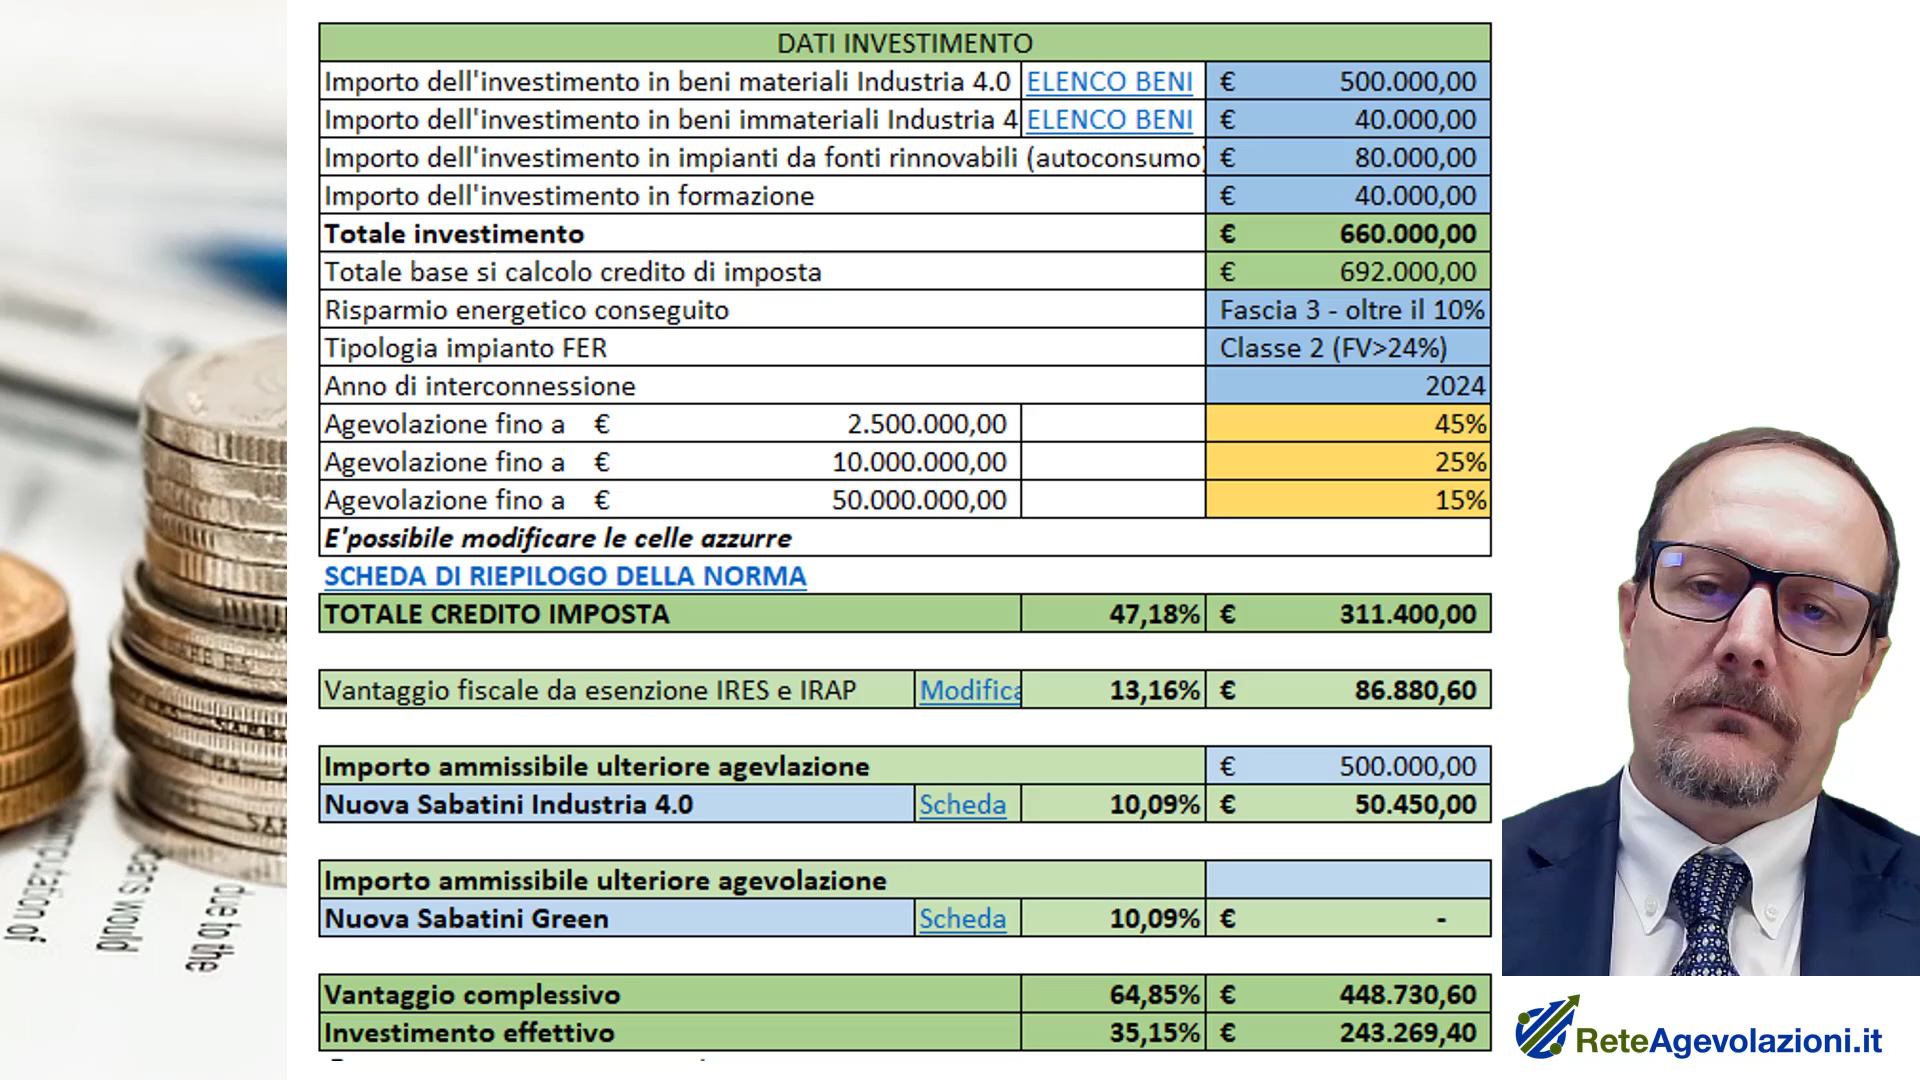 DATI INVESTIMENTO
Importo dell'investimento in beni materiali Industria 4.0 ELENCO BENI € 500.000,00
Importo dell'investimento in beni immateriali Industria 4 ELENCO BENI € 40.000,00
Importo dell'investimento in impianti da fonti rinnovabili (autoconsumo) € 80.000,00
Importo dell'investimento in formazione € 40.000,00
Totale investimento € 660.000,00
Totale base si calcolo credito di imposta € 692.000,00
Risparmio energetico conseguito Fascia 3 - oltre il 10%
Tipologia impianto FER Classe 2 (FV>24%)
Anno di interconnessione 2024
Agevolazione fino a € 2.500.000,00 45%
Agevolazione fino a € 10.000.000,00 25%
Agevolazione fino a € 50.000.000,00 15%
E'possibile modificare le celle azzurre
SCHEDA DI RIEPILOGO DELLA NORMA
TOTALE CREDITO IMPOSTA 47,18% € 311.400,00
Vantaggio fiscale da esenzione IRES e IRAP Modifica 13,16% € 86.880,60
Importo ammissibile ulteriore agevlazione € 500.000,00
Nuova Sabatini Industria 4.0 Scheda 10,09% € 50.450,00
Importo ammissibile ulteriore agevolazione
Nuova Sabatini Green Scheda 10,09% € -
Vantaggio complessivo 64,85% € 448.730,60
Investimento effettivo 35,15% € 243.269,40
due to the
would
of
ReteAgevolazioni.it